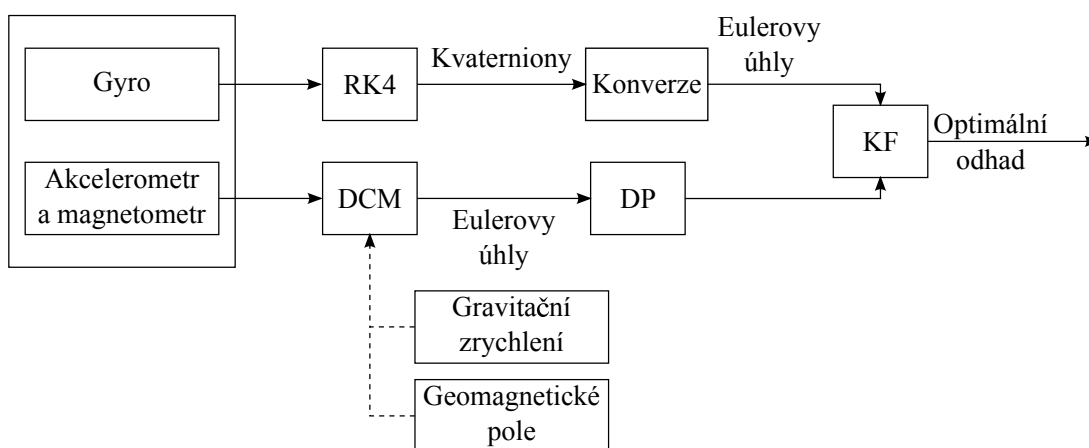 Gyro
RK4
Kvaterniony
Konverze
Eulerovy
úhly
KF
Optimální
odhad
Akcelerometr
a magnetometr
DCM
Eulerovy
úhly
DP
Gravitační
zrychlení
Geomagnetické
pole